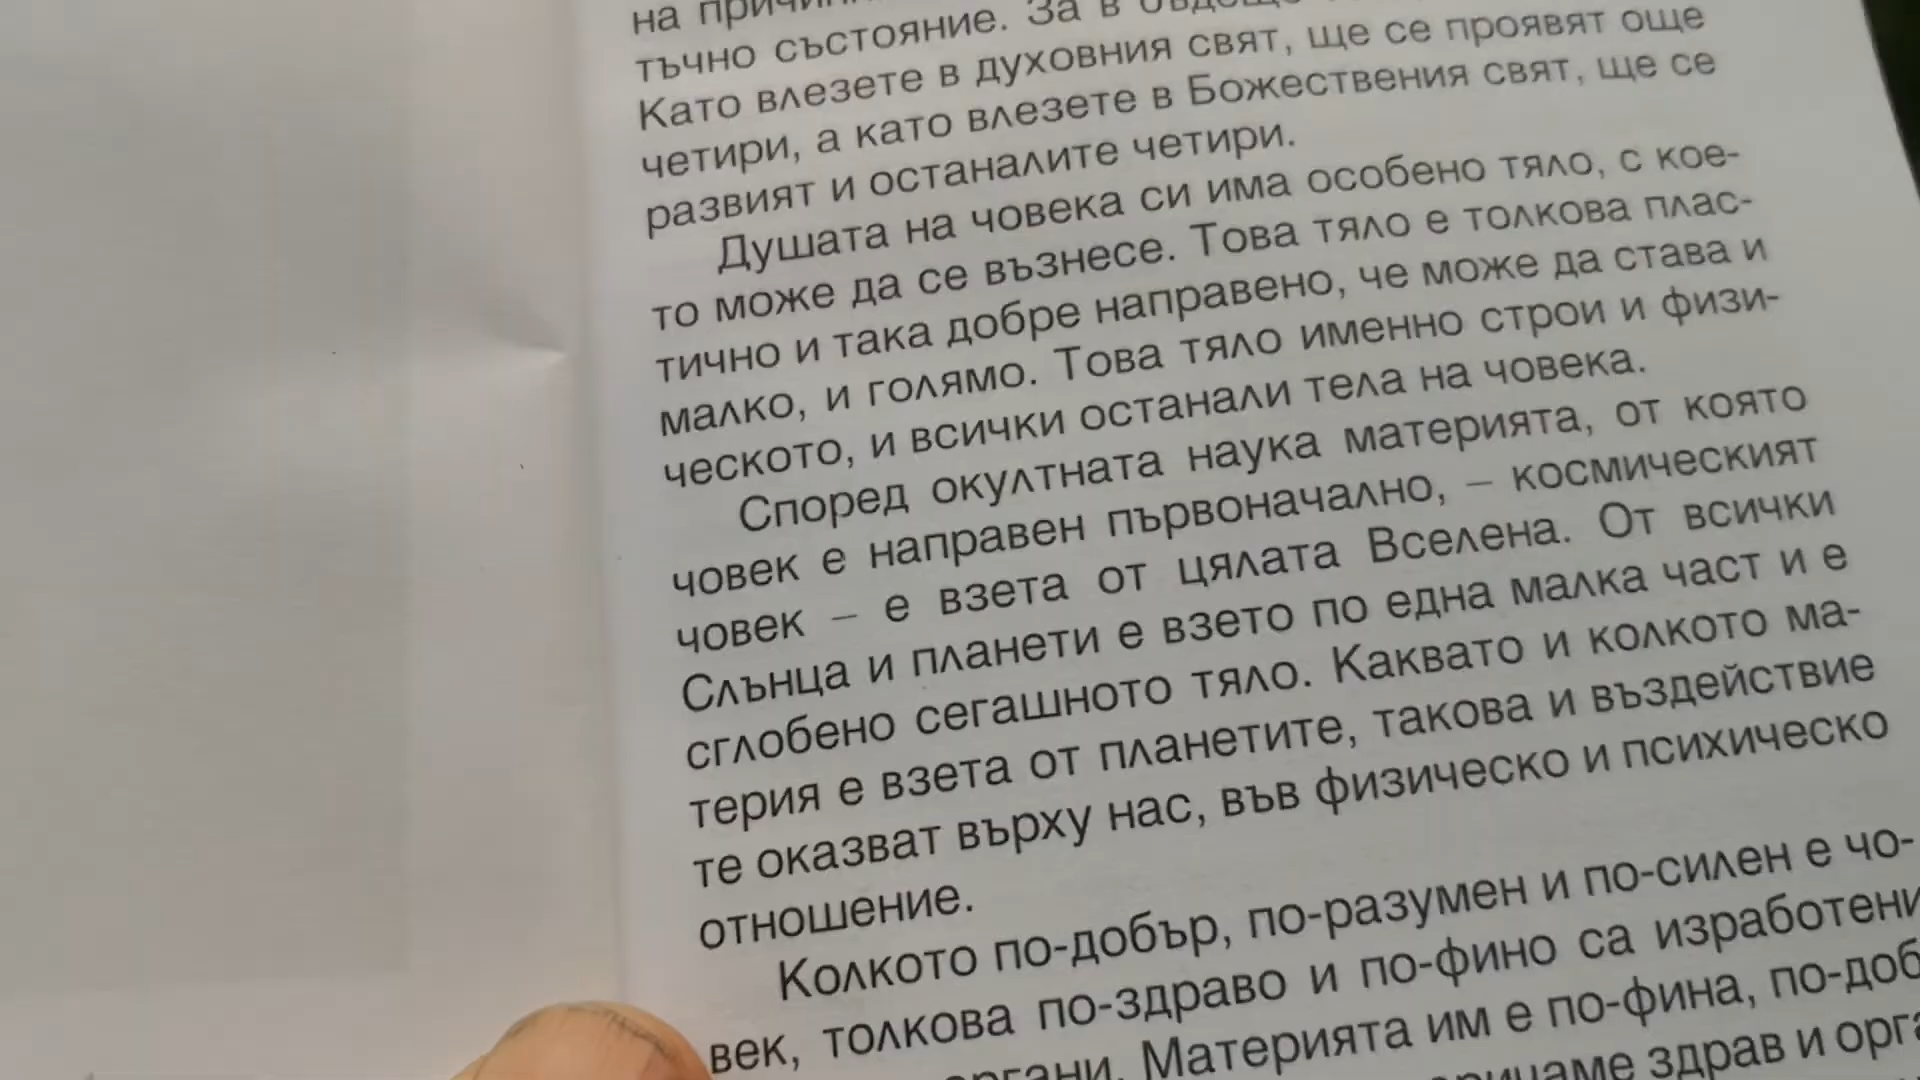 на
тъчно състояние. За в
Като влезете в духовния свят, ще се проявят още
четири, а като влезете в Божествения свят, ще се
развият и останалите четири.
Душата на човека си има особено тяло, с кое-
то може да се възнесе. Това тяло е толкова плас-
тично и така добре направено, че може да става и
малко, и голямо. Това тяло именно строи и физи-
ческото, и всички останали тела на човека.
Според окултната наука материята, от която
човек е направен първоначално, – космическият
човек – е взета от цялата Вселена. От всички
Слънца и планети е взето по една малка част и е
сглобено сегашното тяло. Каквато и колкото ма-
терия е взета от планетите, такова и въздействие
те оказват върху нас, във физическо и психическо
отношение.
Колкото по-добър, по-разумен и по-силен е чо-
век, толкова по-здраво и по-фино са изработени
Материята им е по-фина, по-доб
здрав и орга